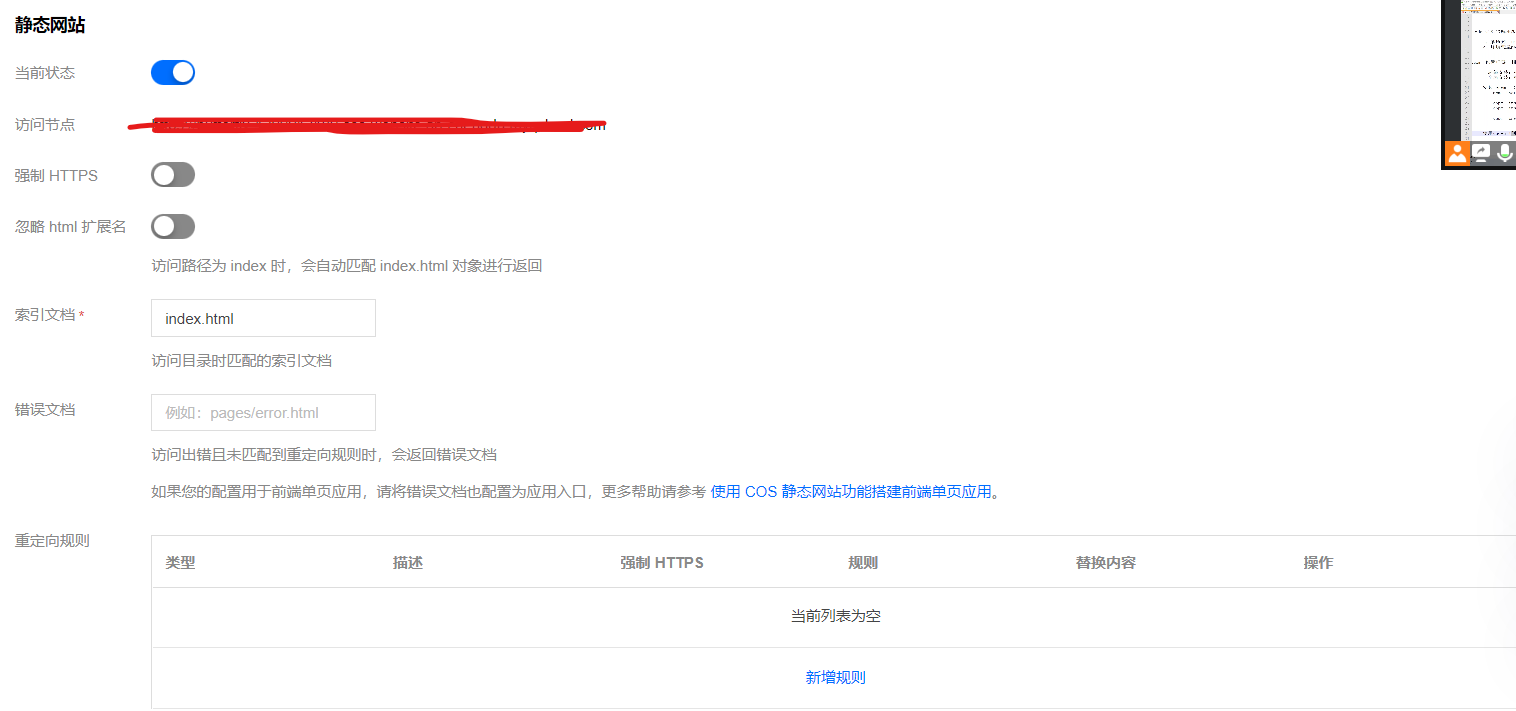 静态网站
当前状态
访问节点
强制 HTTPS
忽略 html 扩展名
访问路径为 index 时，会自动匹配 index.html 对象进行返回
索引文档 *
index.html
访问目录时匹配的索引文档
错误文档
例如：pages/error.html
访问出错且未匹配到重定向规则时，会返回错误文档
如果您的配置用于前端单页应用，请将错误文档也配置为应用入口，更多帮助请参考 使用 COS 静态网站功能搭建前端单页应用。
重定向规则
类型 描述 强制 HTTPS 规则 替换内容 操作
当前列表为空
新增规则